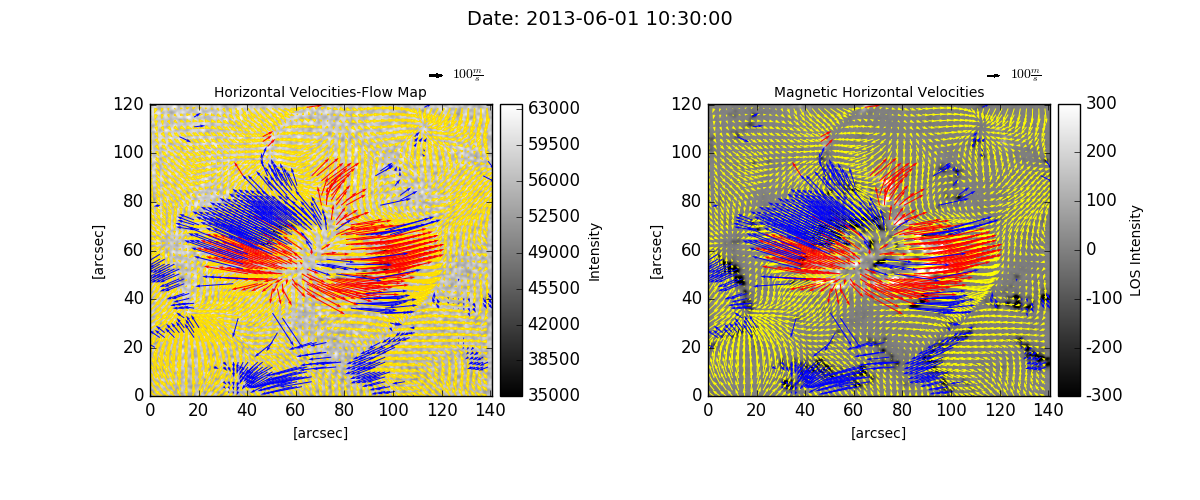 Date: 2013-06-01 10:30:00
100 m/s
100 m/s
Horizontal Velocities-Flow Map
Magnetic Horizontal Velocities
120
100
80
60
40
20
0
0 20 40 60 80 100 120 140
[arcsec]
[arcsec]
63000
59500
56000
52500
49000
45500
42000
38500
35000
Intensity
120
100
80
60
40
20
0
0 20 40 60 80 100 120 140
[arcsec]
[arcsec]
300
200
100
0
-100
-200
-300
LOS Intensity